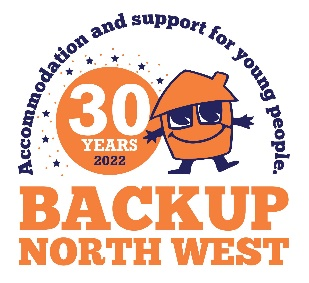 Accommodation and support for young people.
30
YEARS
2022
BACKUP
NORTH WEST